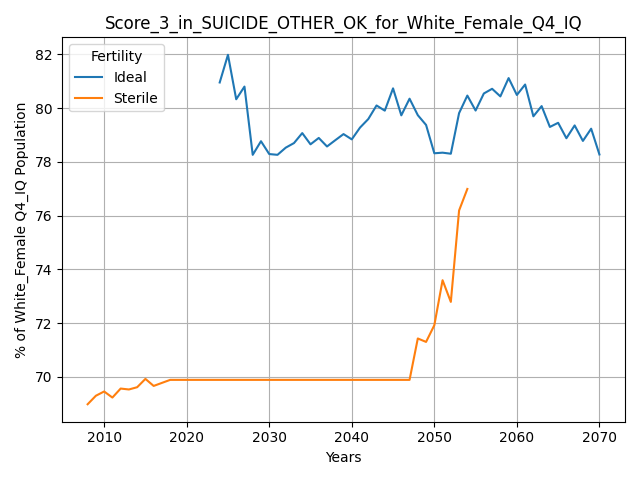 Score_3_in_SUICIDE_OTHER_OK_for_White_Female_Q4_IQ
Fertility
Ideal
Sterile
% of White_Female Q4_IQ Population
82
80
78
76
74
72
70
2010
2020
2030
2040
2050
2060
2070
Years